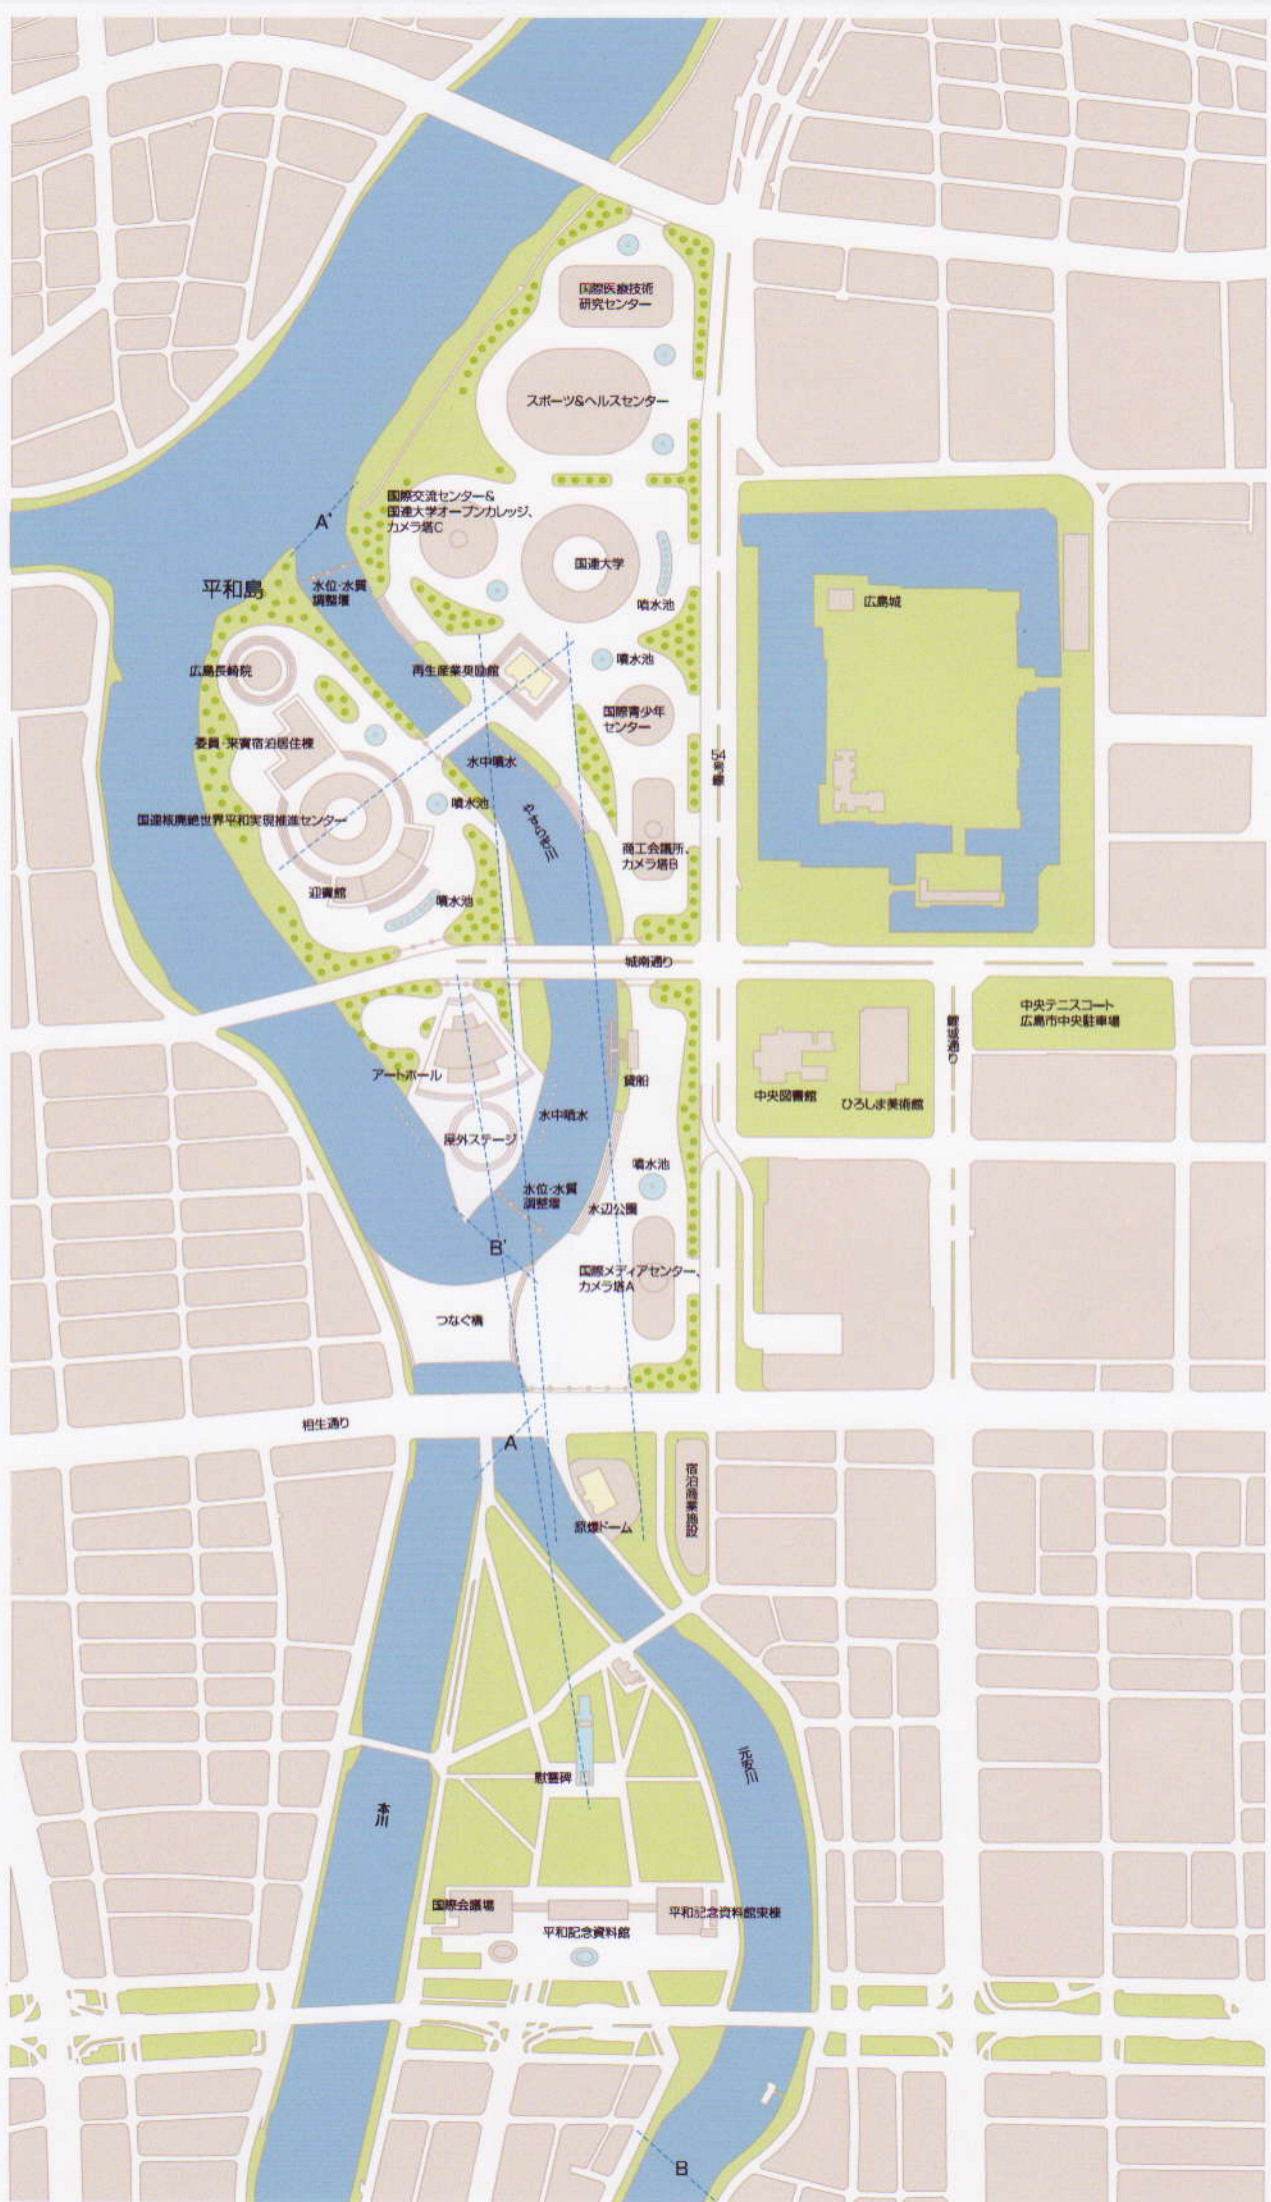 国際医療技術
研究センター
スポーツ&ヘルスセンター
国際交流センター&
国連大学オープンカレッジ、
カメラ塔C
A'
国連大学
平和島
水位・水質
調整堰
噴水池
広島城
広島長崎院
再生産業奨励館
噴水池
国際青少年
センター
委員・来賓宿泊居住棟
水中噴水
国道54
噴水池
やすらぎ川
国連核廃絶世界平和実現推進センター
商工会議所、
カメラ塔B
迎賓館
噴水池
城南通り
中央テニスコート
広島市中央駐車場
鯉城通り
アートホール
貸船
中央図書館
ひろしま美術館
水中噴水
屋外ステージ
噴水池
水位・水質
調整堰
水辺公園
B'
国際メディアセンター、
カメラ塔A
つなぐ橋
相生通り
A
宿泊商業施設
原爆ドーム
元安川
慰霊碑
本川
国際会議場
平和記念資料館東棟
平和記念資料館
B